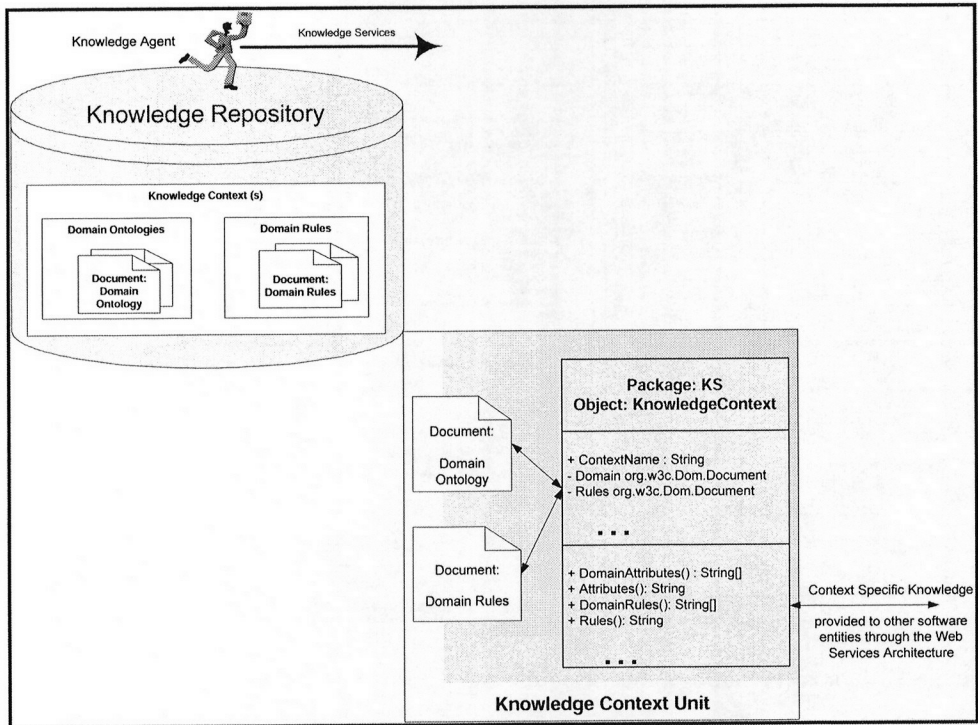 Knowledge Agent
Knowledge Services
Knowledge Repository
Knowledge Context (s)
Domain Ontologies
Document:
Domain
Ontology
Domain Rules
Document:
Domain Rules
Document:
Domain
Ontology
Document:
Domain Rules
Package: KS
Object: KnowledgeContext
+ ContextName : String
- Domain org.w3c.Dom.Document
- Rules org.w3c.Dom.Document
. . .
+ DomainAttributes() : String[]
+ Attributes(): String
+ DomainRules(): String[]
+ Rules(): String
. . .
Context Specific Knowledge
provided to other software
entities through the Web
Services Architecture
Knowledge Context Unit